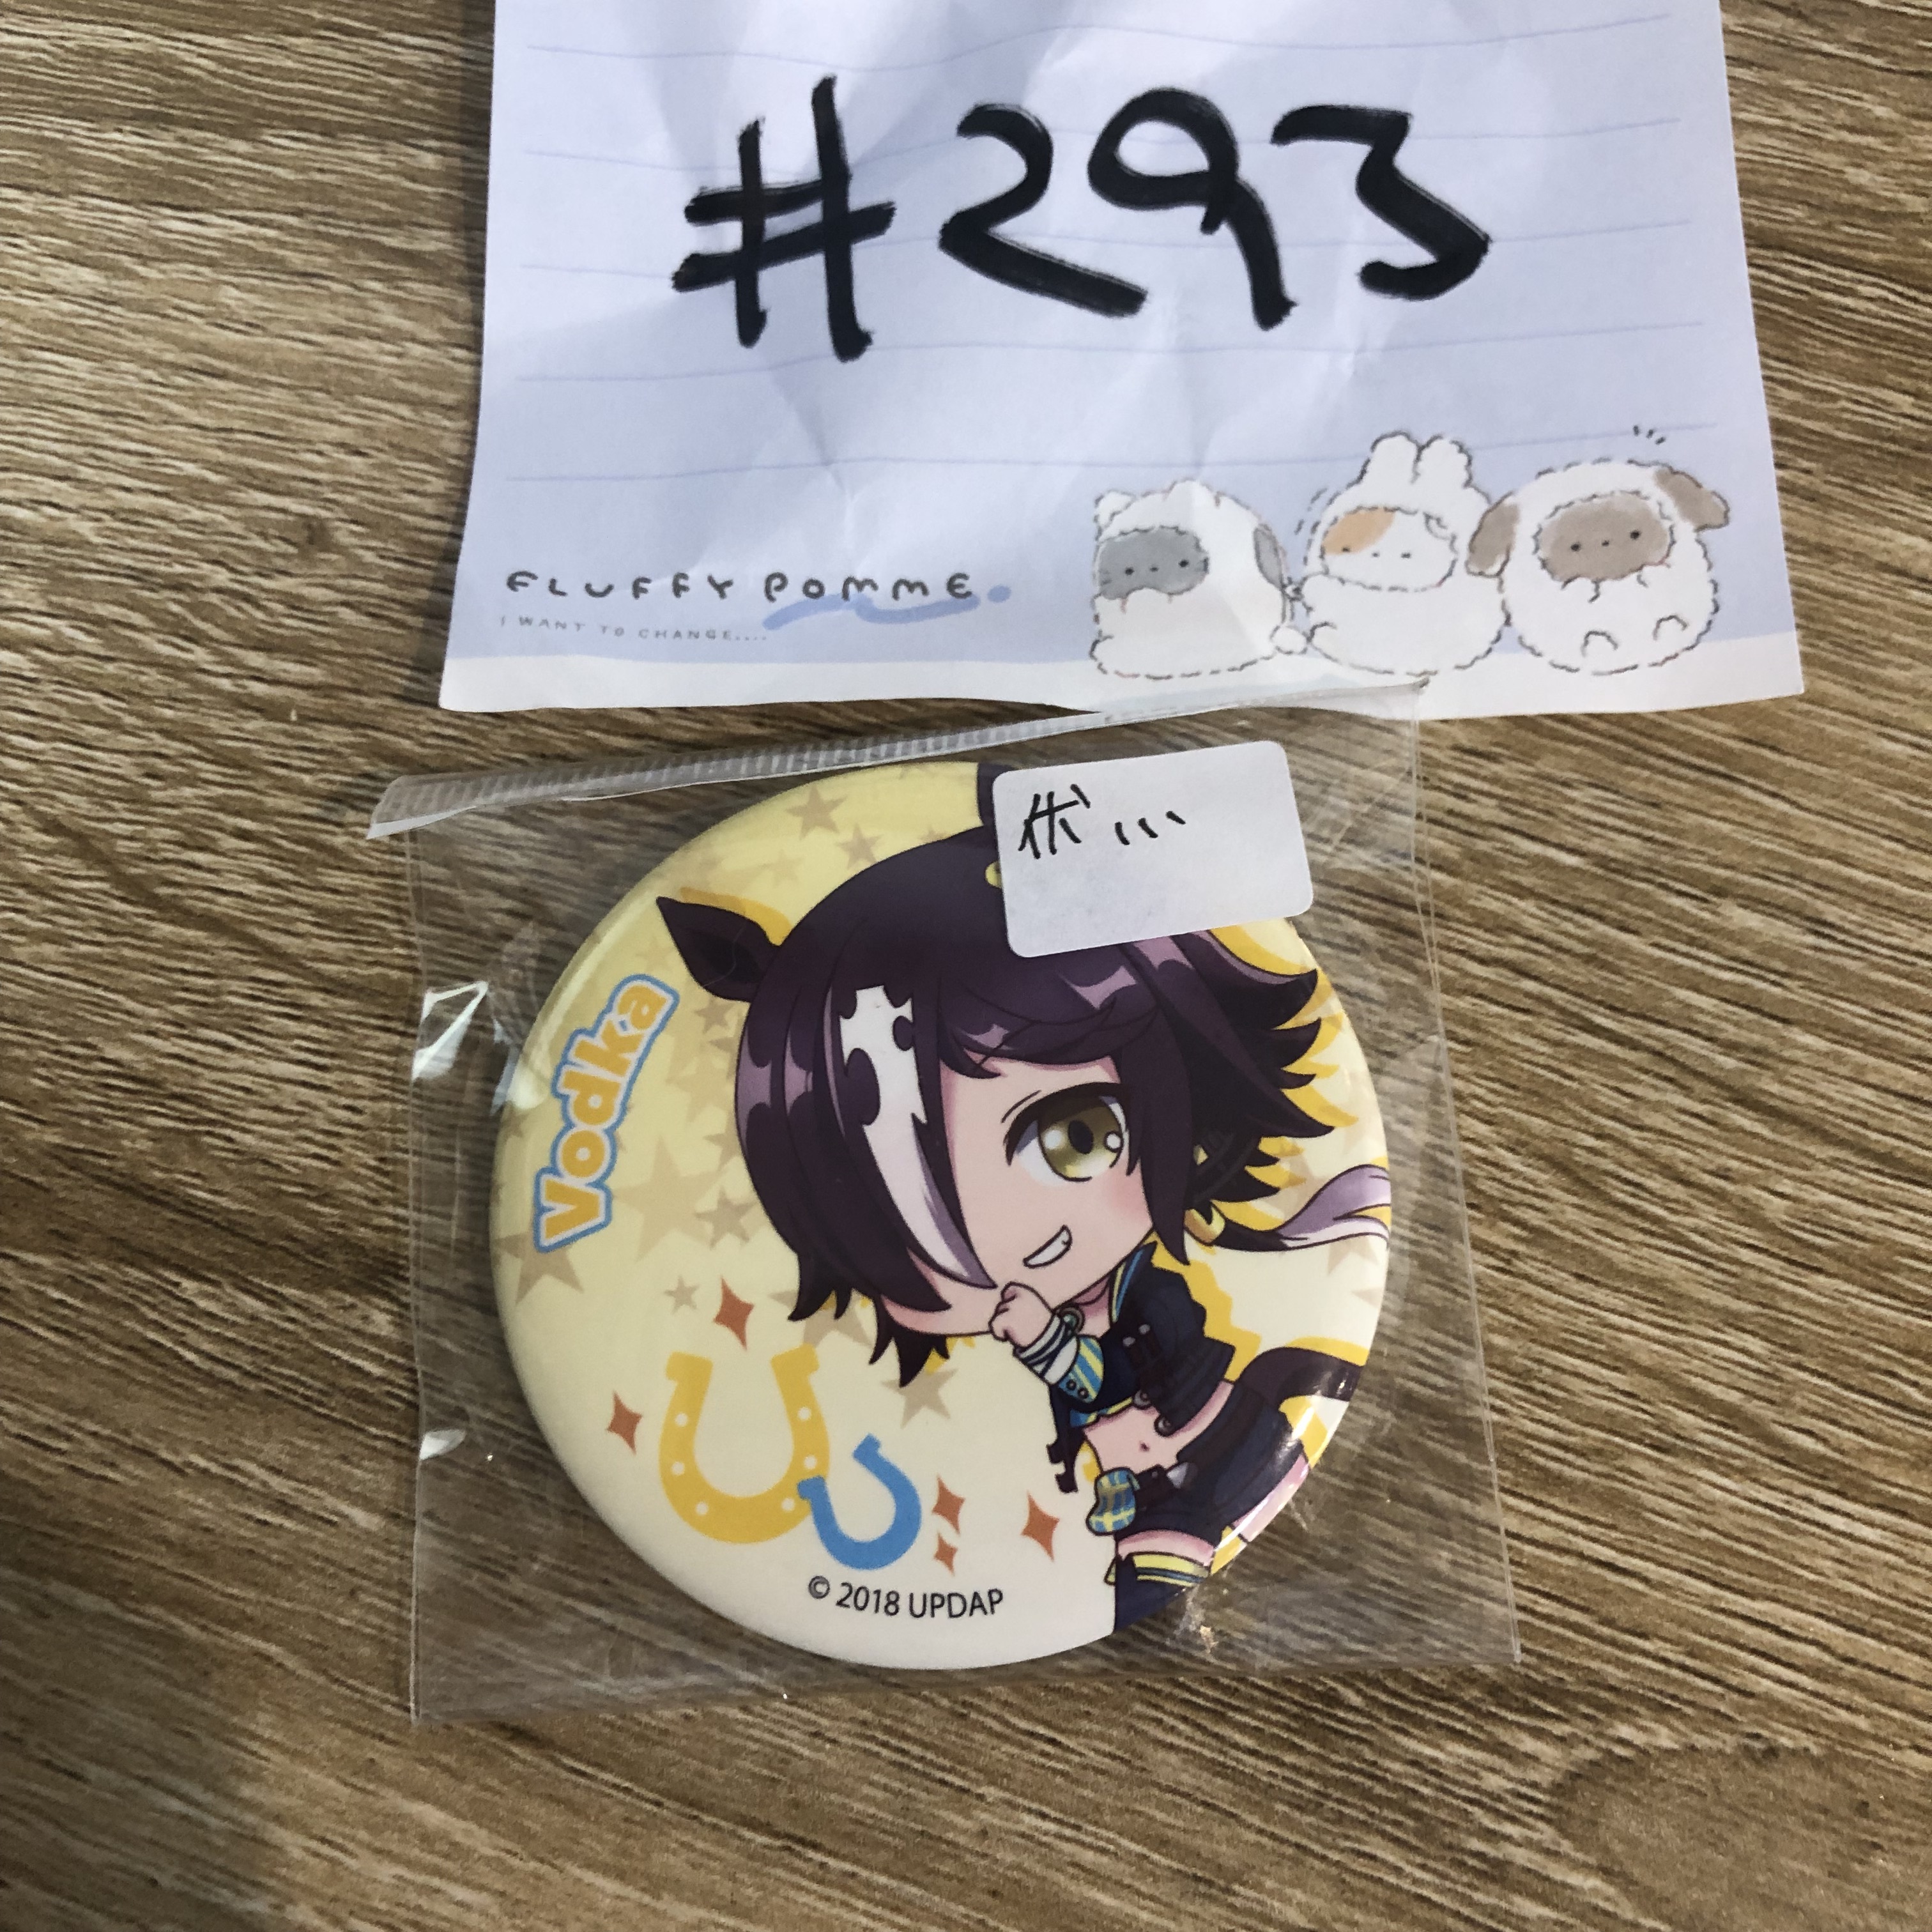 #293
FLUFFY POMME.
I WANT TO CHANGE....
Vodka
© 2018 UPDAP